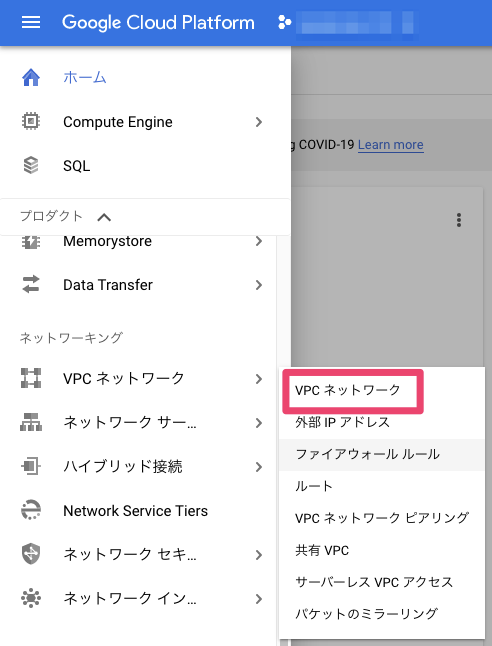 Google Cloud Platform
ホーム
Compute Engine
SQL
g COVID-19 Learn more
プロダクト
Memorystore
Data Transfer
ネットワーキング
VPC ネットワーク
ネットワーク サー...
ハイブリッド接続
Network Service Tiers
ネットワーク セキ...
ネットワーク イン...
VPC ネットワーク
外部 IP アドレス
ファイアウォール ルール
ルート
VPC ネットワーク ピアリング
共有 VPC
サーバーレス VPC アクセス
パケットのミラーリング